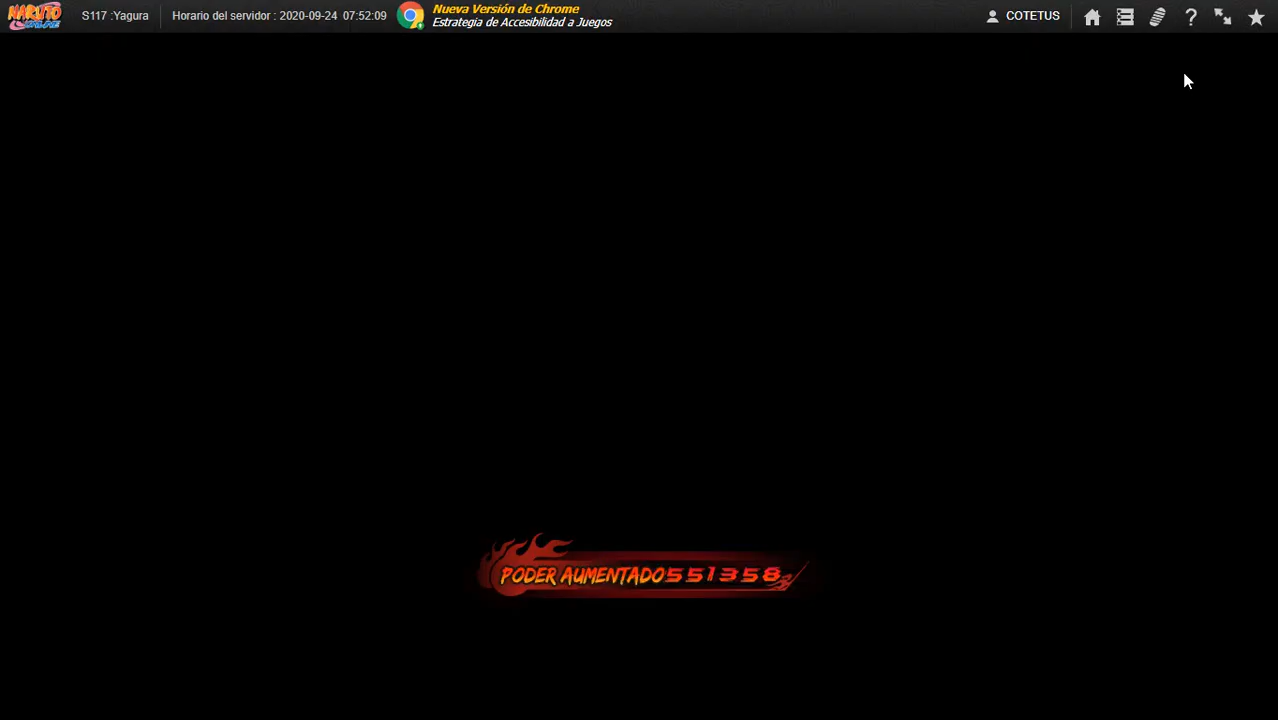 NARUTO ONLINE
S117 :Yagura
Horario del servidor : 2020-09-24 07:52:09
Nueva Versión de Chrome
Estrategia de Accesibilidad a Juegos
COTETUS
?
PODER AUMENTADO551358